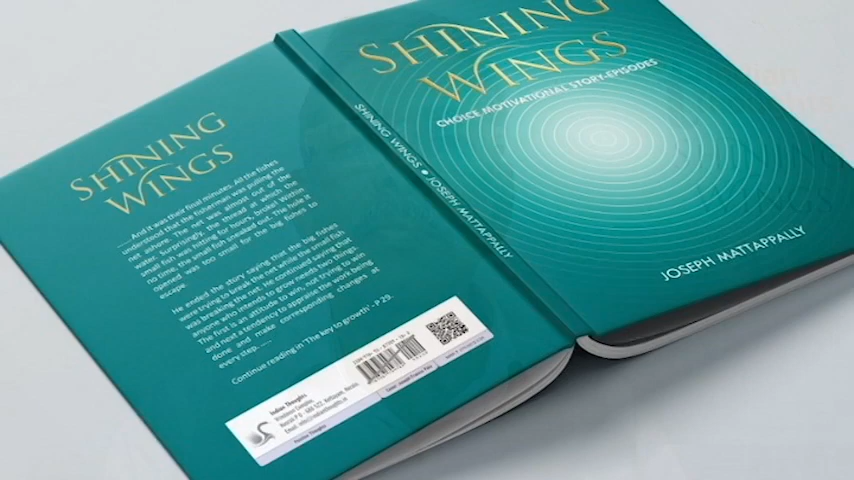 SHINING
WINGS
CHOICE MOTIVATIONAL STORY-EPISODES
JOSEPH MATTAPPALLY
SHINING WINGS • JOSEPH MATTAPPALLY
SHINING
WINGS
......And it was their final minutes. All the fishes
understood that the fisherman was pulling the
net ashore. The net was almost out of the
water. Surprisingly, the thread at which the
small fish was biting for hours, broke! Within
no time, the small fish sneaked out. The hole it
opened was so small for the big fishes to
escape.
He ended the story saying that the big fishes
were trying to break the net while the small fish
was breaking the net. He continued saying that
anyone who intends to grow needs two things.
The first is an attitude to win, not trying to win
and next a tendency to appraise the work being
done and make corresponding changes at
every step. ......
Continue reading in 'The key to growth' - P 29.
Indian Thoughts